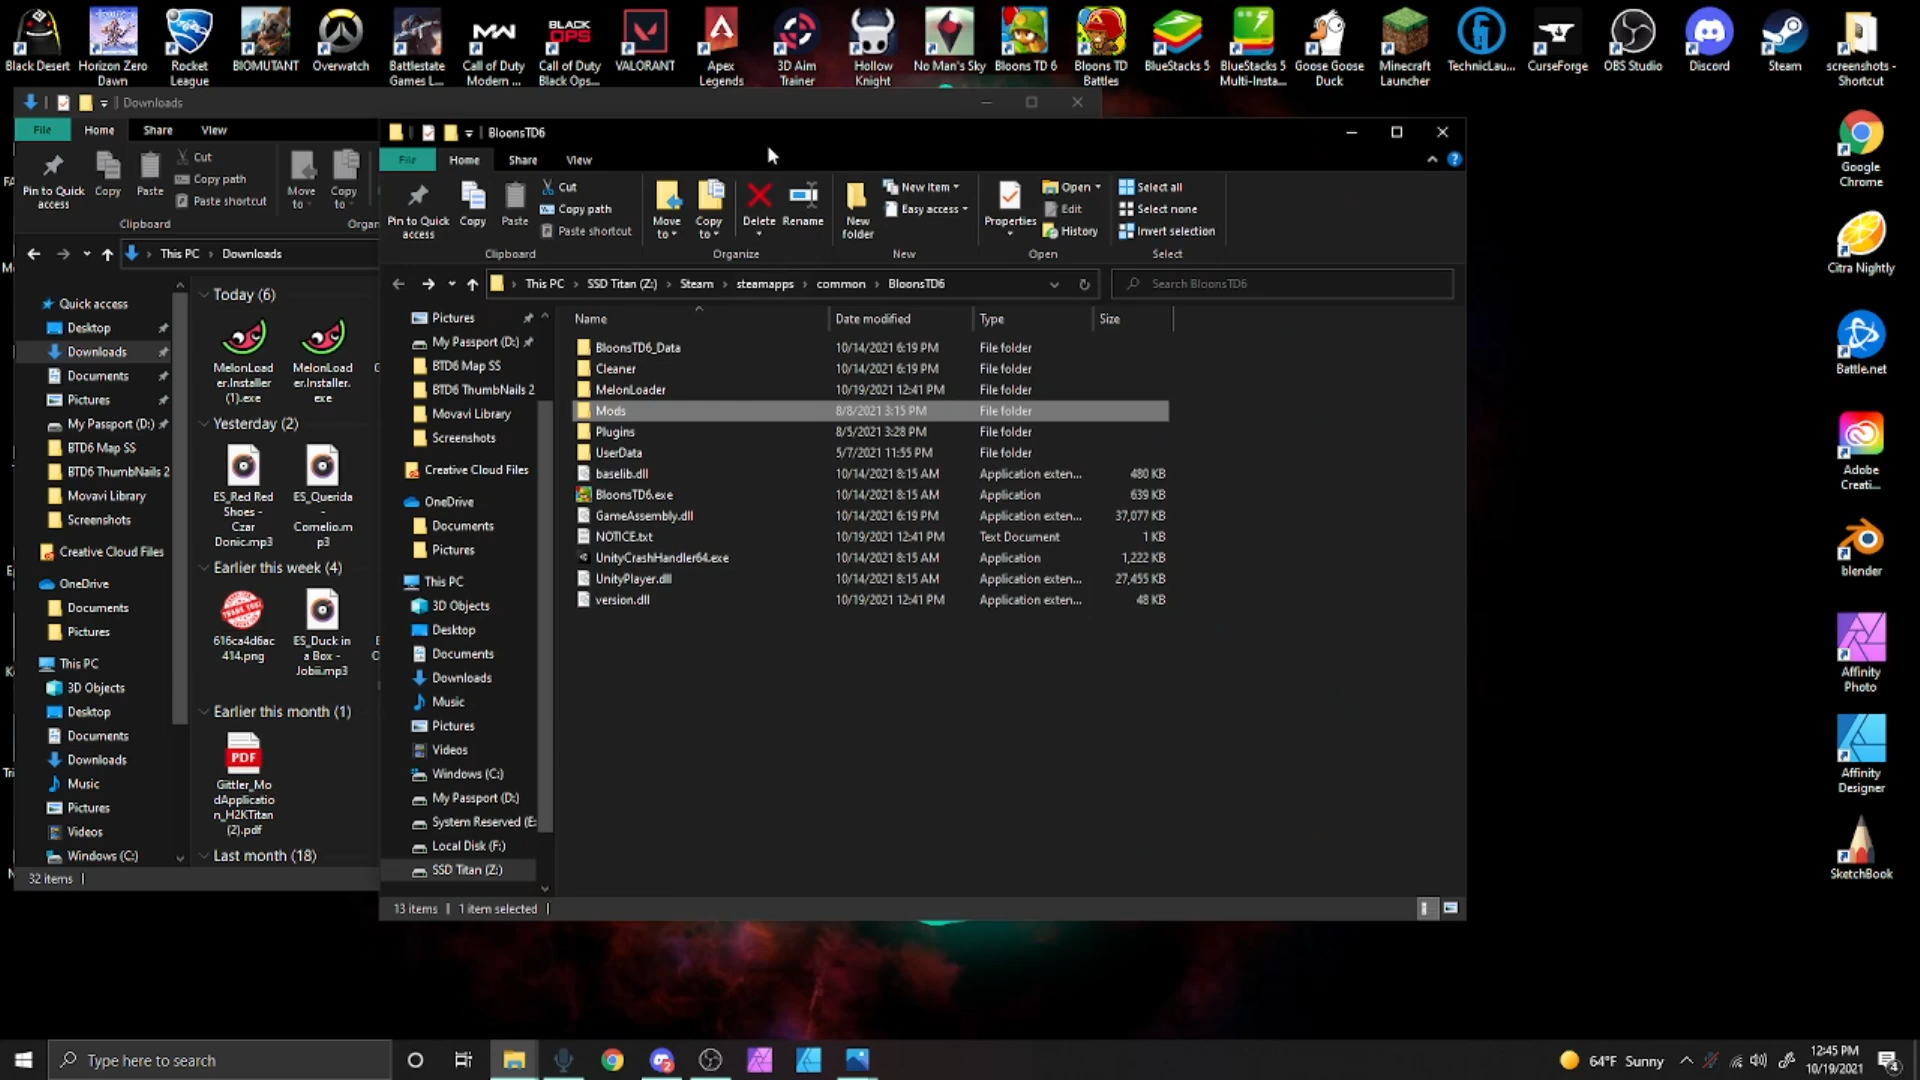 Black Desert
Horizon Zero
Dawn
Rocket
League
BIOMUTANT
Overwatch
Battlestate
Games L...
Call of Duty
Modern ...
BLACK
OPS
Call of Duty
Black Ops...
VALORANT
Apex
Legends
3D Aim
Trainer
Hollow
Knight
No Man's Sky
Bloons TD 6
Bloons TD
Battles
BlueStacks 5
BlueStacks 5
Multi-Insta...
Goose Goose
Duck
Minecraft
Launcher
TechnicLau...
CurseForge
OBS Studio
Discord
Steam
screenshots -
Shortcut
Downloads
File Home Share View
Pin to Quick
access
Copy
Paste
Cut
Copy path
Paste shortcut
Move
to
Copy
to
Clipboard
Organ
This PC › Downloads
Quick access
Desktop
Downloads
Documents
Pictures
My Passport (D:)
BTD6 Map SS
BTD6 ThumbNails 2
Movavi Library
Screenshots
Creative Cloud Files
OneDrive
Documents
Pictures
This PC
3D Objects
Desktop
Documents
Downloads
Music
Pictures
Videos
Windows (C:)
32 items
Today (6)
MelonLoad
er.Installer
(1).exe
MelonLoad
er.Installer.
exe
Yesterday (2)
ES_Red Red
Shoes -
Czar
Donic.mp3
ES_Querida
-
Cornelio.m
p3
Earlier this week (4)
616ca4d6ac
414.png
ES_Duck in
a Box -
Jobii.mp3
Earlier this month (1)
PDF
Gittler_Mo
dApplicatio
n_H2KTitan
(2).pdf
Last month (18)
BloonsTD6
File Home Share View
Pin to Quick
access
Copy
Paste
Cut
Copy path
Paste shortcut
Clipboard
Move
to
Copy
to
Delete
Rename
Organize
New
folder
New item
Easy access
New
Properties
Open
Edit
History
Open
Select all
Select none
Invert selection
Select
This PC › SSD Titan (Z:) › Steam › steamapps › common › BloonsTD6
Search BloonsTD6
Pictures
My Passport (D:)
BTD6 Map SS
BTD6 ThumbNails 2
Movavi Library
Screenshots
Creative Cloud Files
OneDrive
Documents
Pictures
This PC
3D Objects
Desktop
Documents
Downloads
Music
Pictures
Videos
Windows (C:)
My Passport (D:)
System Reserved (E:
Local Disk (F:)
SSD Titan (Z:)
Name Date modified Type Size
BloonsTD6_Data 10/14/2021 6:19 PM File folder
Cleaner 10/14/2021 6:19 PM File folder
MelonLoader 10/19/2021 12:41 PM File folder
Mods 8/8/2021 3:15 PM File folder
Plugins 8/5/2021 3:28 PM File folder
UserData 5/7/2021 11:55 PM File folder
baselib.dll 10/14/2021 8:15 AM Application exten... 480 KB
BloonsTD6.exe 10/14/2021 8:15 AM Application 639 KB
GameAssembly.dll 10/14/2021 6:19 PM Application exten... 37,077 KB
NOTICE.txt 10/19/2021 12:41 PM Text Document 1 KB
UnityCrashHandler64.exe 10/14/2021 8:15 AM Application 1,222 KB
UnityPlayer.dll 10/14/2021 8:15 AM Application exten... 27,455 KB
version.dll 10/19/2021 12:41 PM Application exten... 48 KB
13 items 1 item selected
Google
Chrome
Citra Nightly
Battle.net
Adobe
Creati...
blender
Affinity
Photo
Affinity
Designer
SketchBook
Type here to search
64°F Sunny
12:45 PM
10/19/2021
4